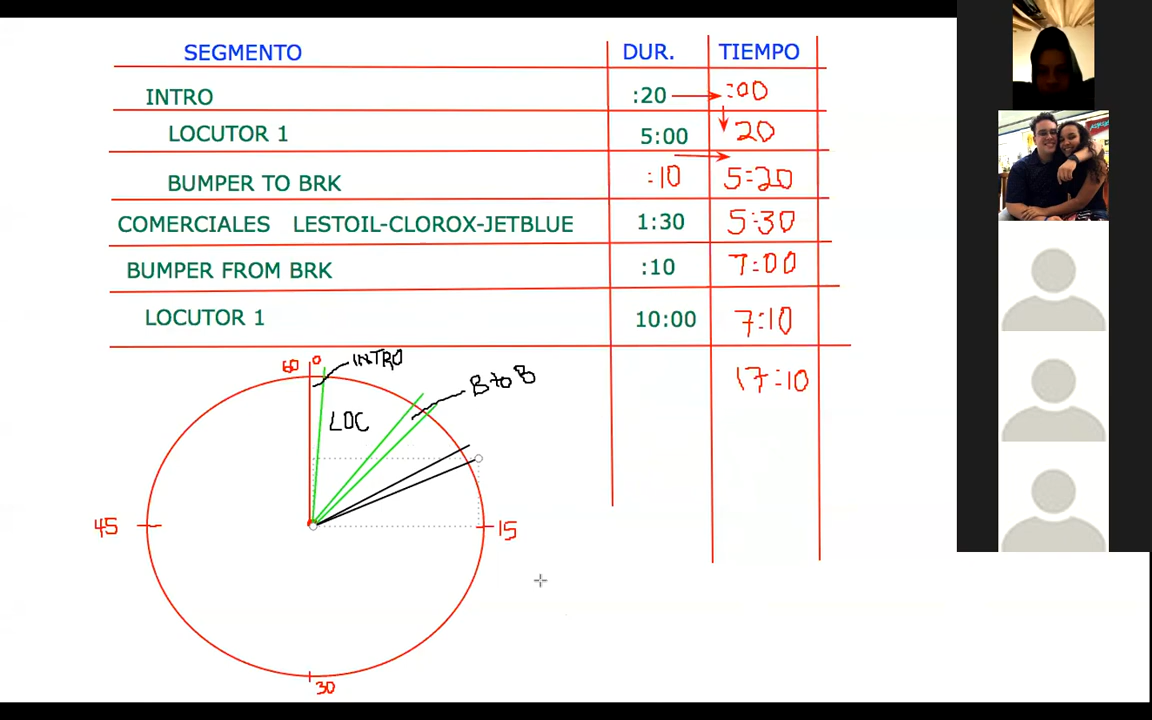 SEGMENTO DUR. TIEMPO
INTRO :20 :00
LOCUTOR 1 5:00 20
BUMPER TO BRK :10 5:20
COMERCIALES LESTOIL-CLOROX-JETBLUE 1:30 5:30
BUMPER FROM BRK :10 7:00
LOCUTOR 1 10:00 7:10
17:10
60 0 INTRO
B to B
LOC
45 15
30